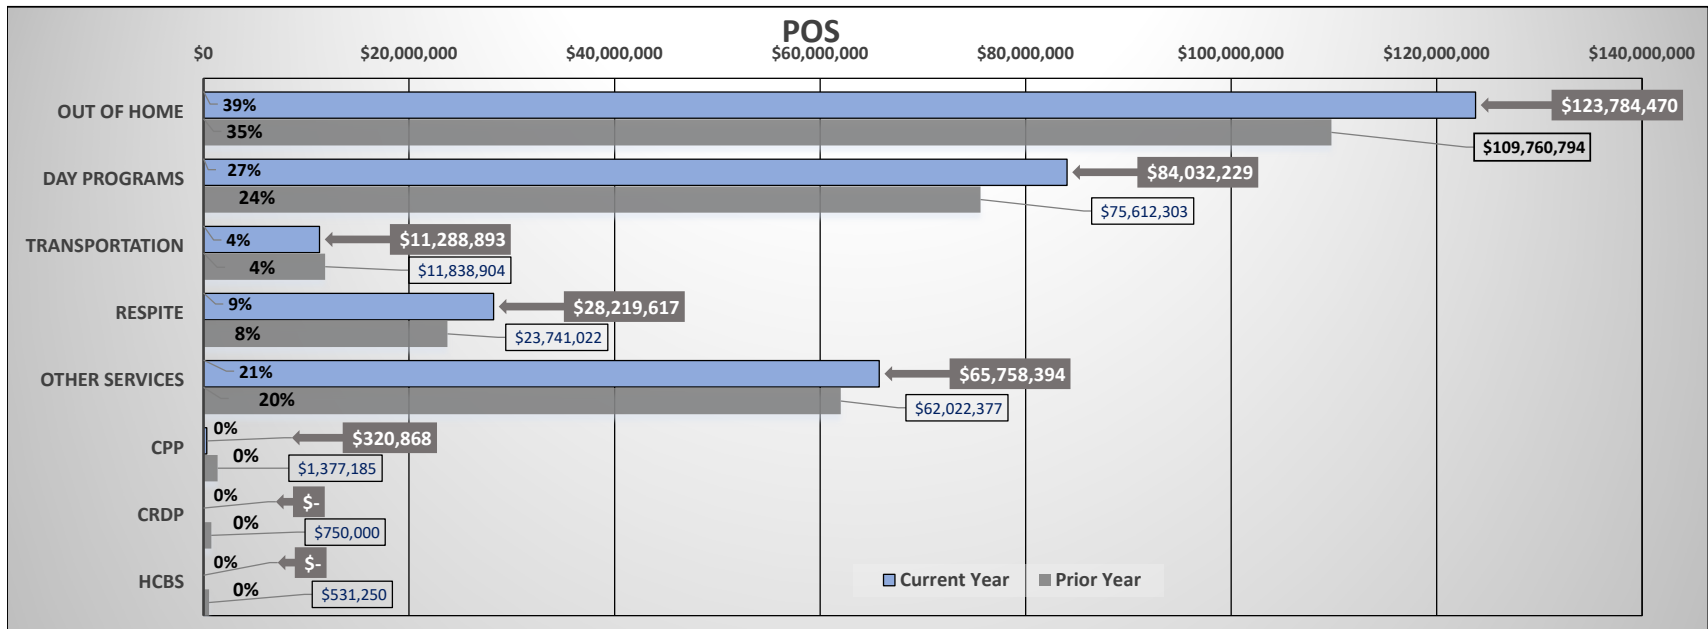 POS
$0 $20,000,000 $40,000,000 $60,000,000 $80,000,000 $100,000,000 $120,000,000 $140,000,000
OUT OF HOME 39% $123,784,470
35% $109,760,794
DAY PROGRAMS 27% $84,032,229
24% $75,612,303
TRANSPORTATION 4% $11,288,893
4% $11,838,904
RESPITE 9% $28,219,617
8% $23,741,022
OTHER SERVICES 21% $65,758,394
20% $62,022,377
CPP 0% $320,868
0% $1,377,185
CRDP 0% $-
0% $750,000
HCBS 0% $-
0% $531,250
Current Year Prior Year